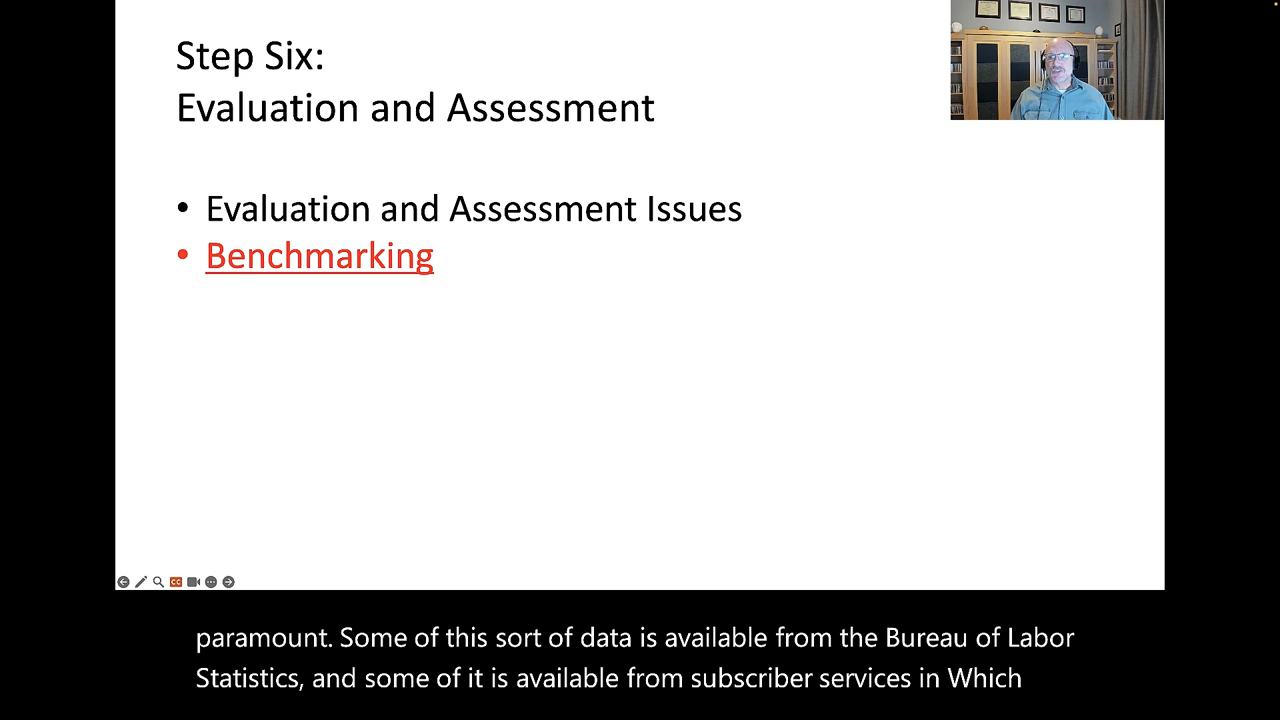 Step Six:
Evaluation and Assessment
• Evaluation and Assessment Issues
• Benchmarking
paramount. Some of this sort of data is available from the Bureau of Labor
Statistics, and some of it is available from subscriber services in Which